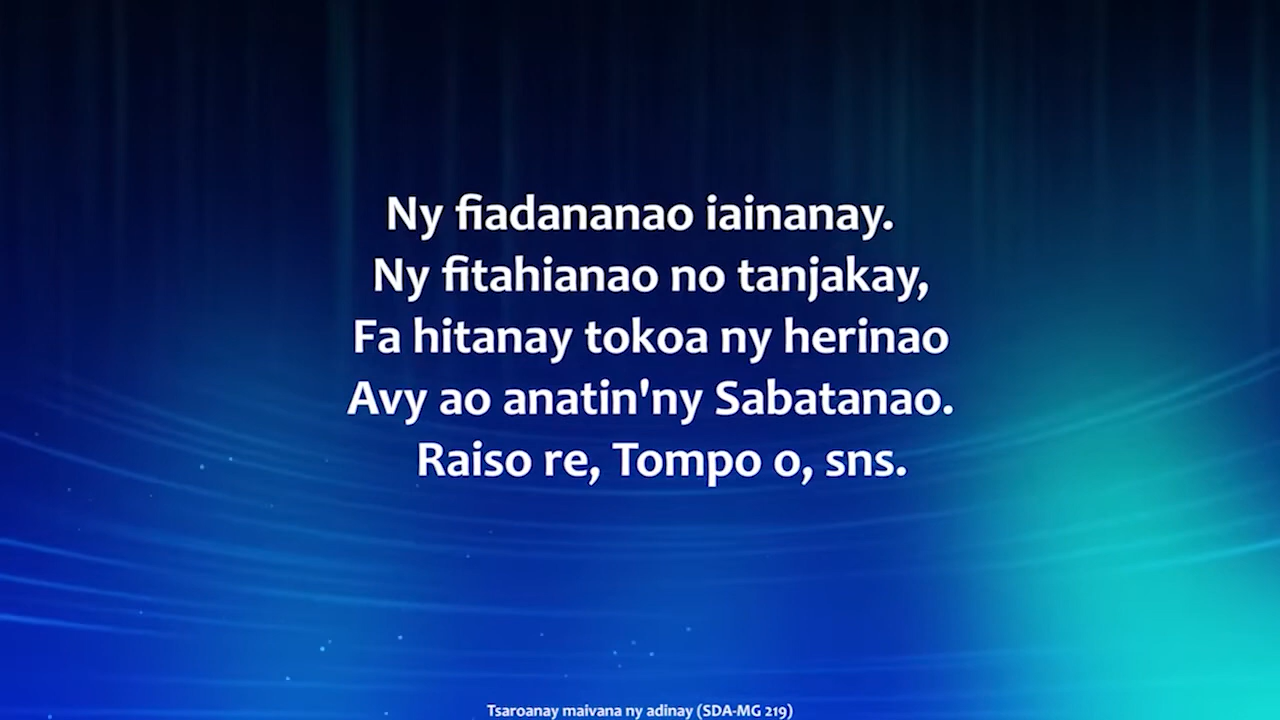 Ny fiadananao iainanay.
Ny fitahianao no tanjakay,
Fa hitanay tokoa ny herinao
Avy ao anatin'ny Sabatanao.
Raiso re, Tompo o, sns.
Tsaroanay maivana ny adinay (SDA-MG 219)